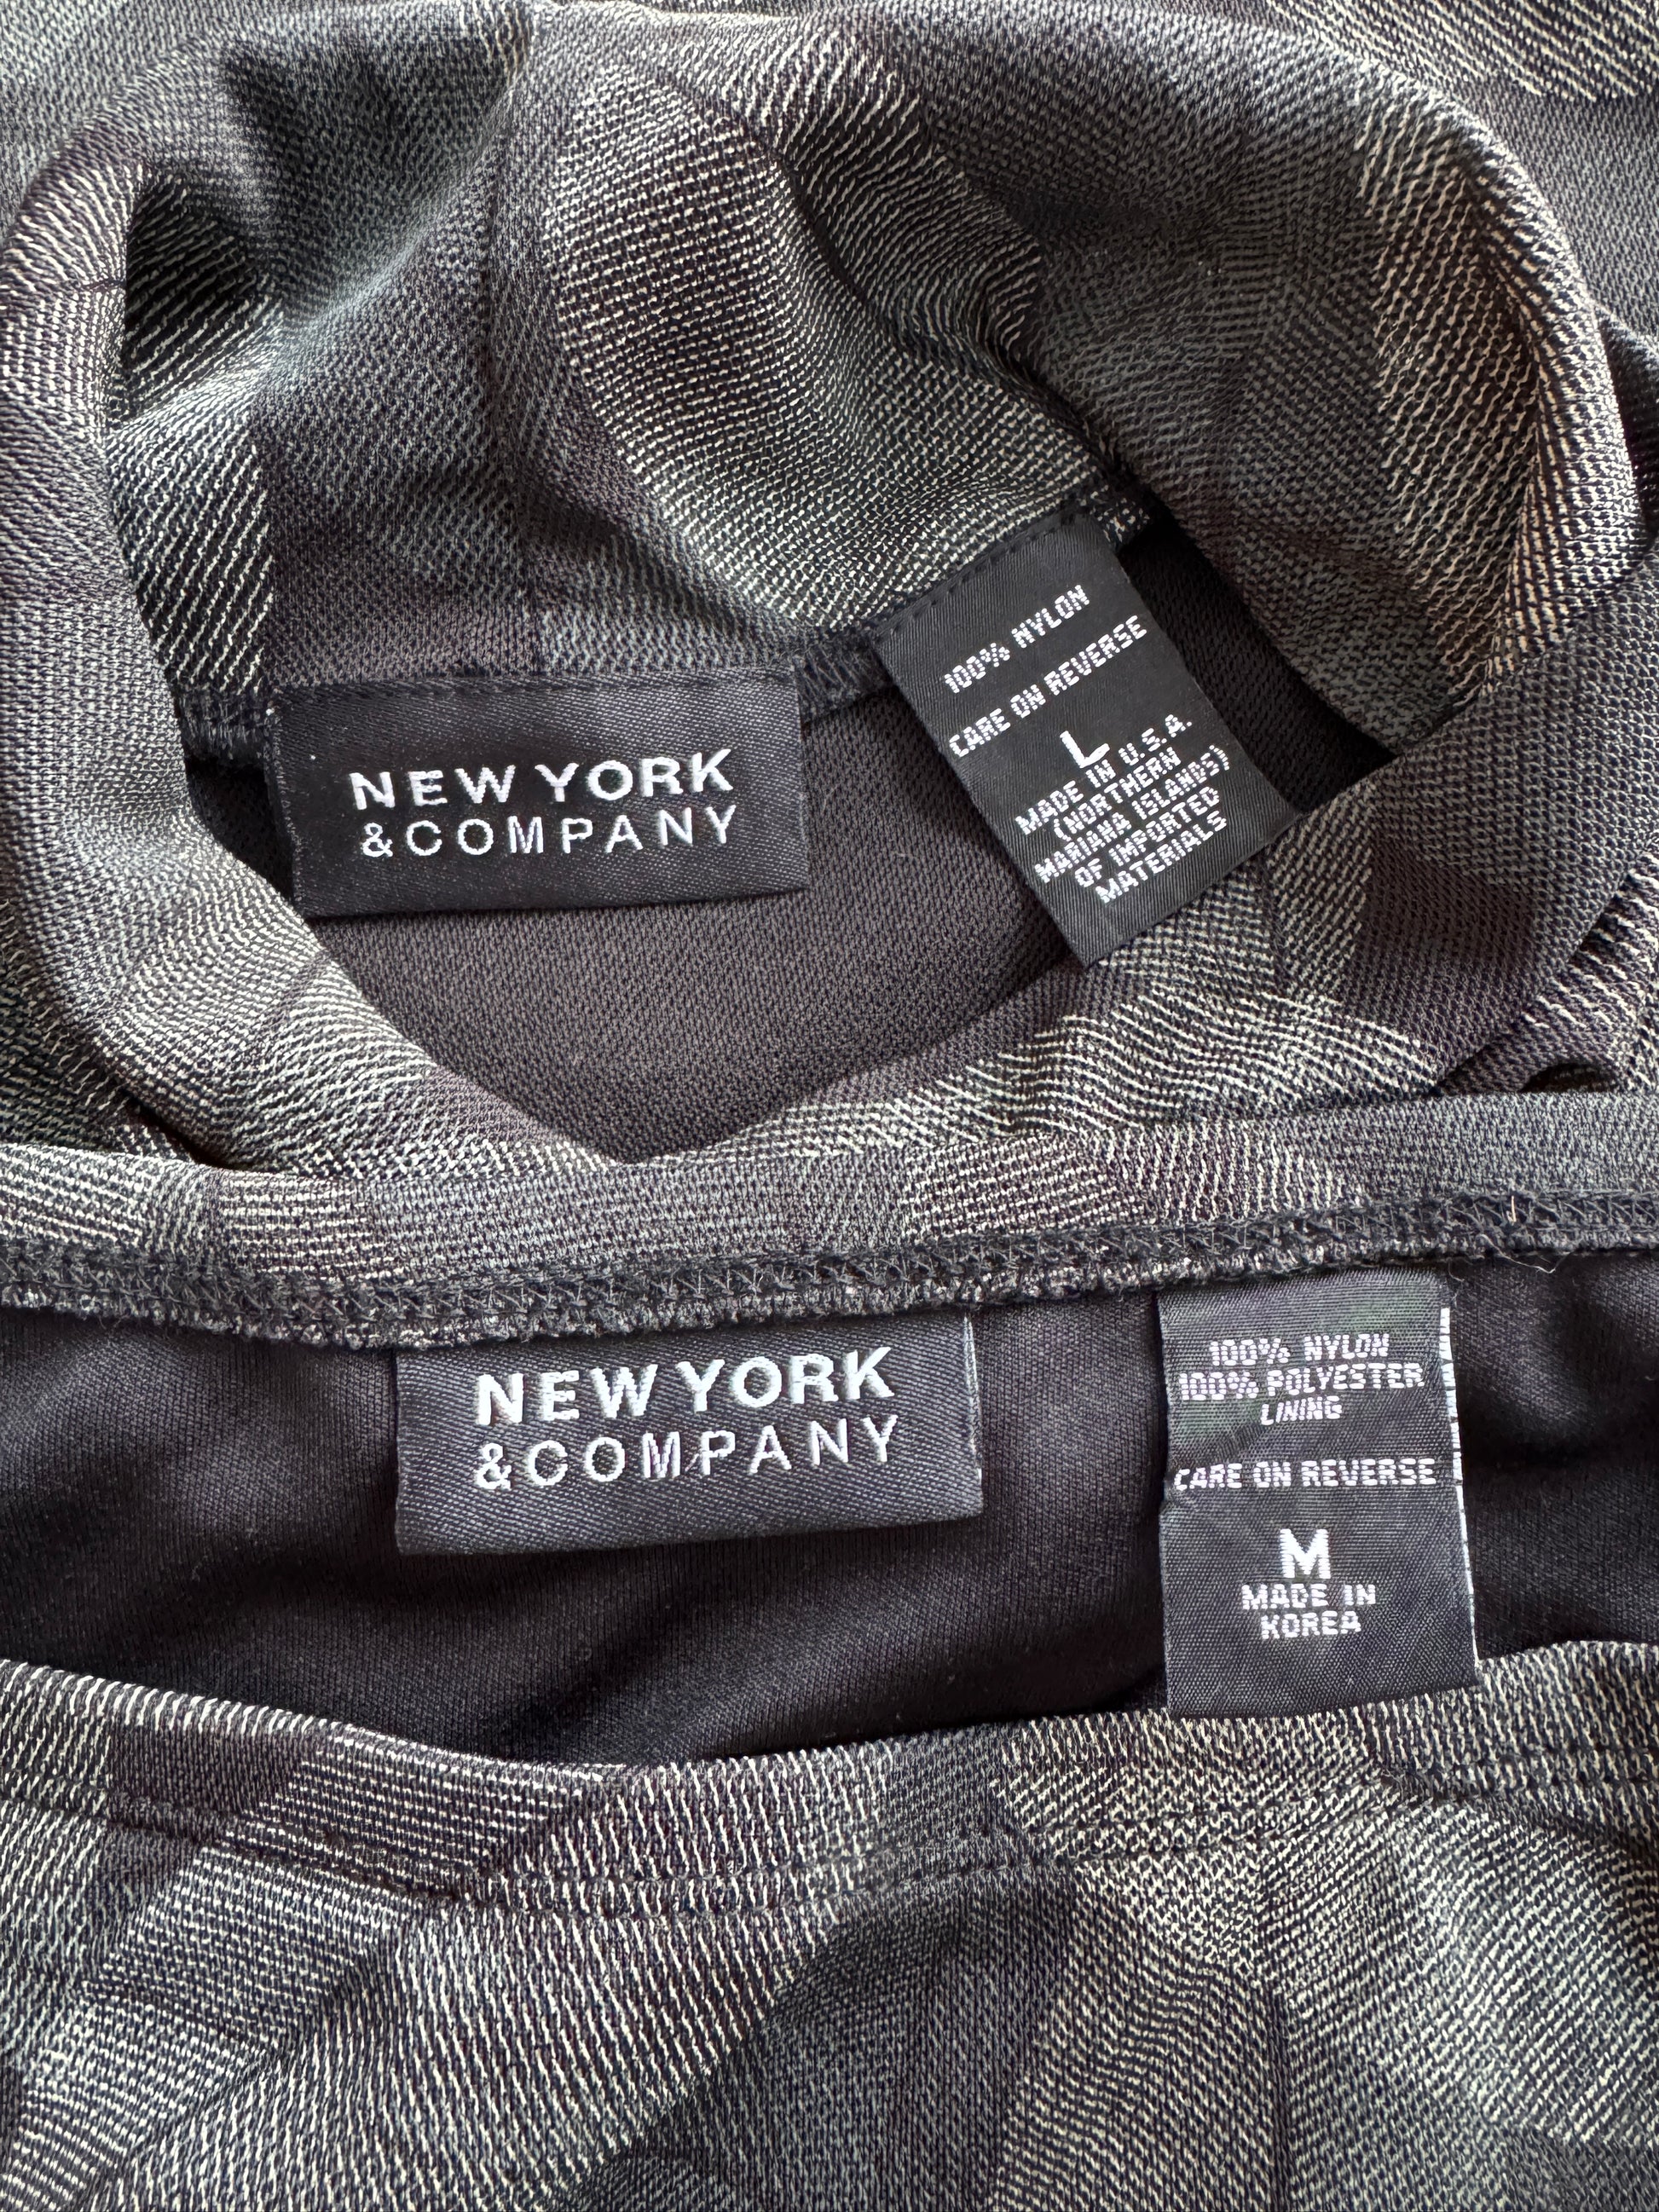 NEW YORK
&COMPANY
100% NYLON
CARE ON REVERSE
L
MADE IN U.S.A.
(NORTHERN
MARIANA ISLANDS)
OF IMPORTED
MATERIALS
NEW YORK
&COMPANY
100% NYLON
100% POLYESTER
LINING
CARE ON REVERSE
M
MADE IN
KOREA